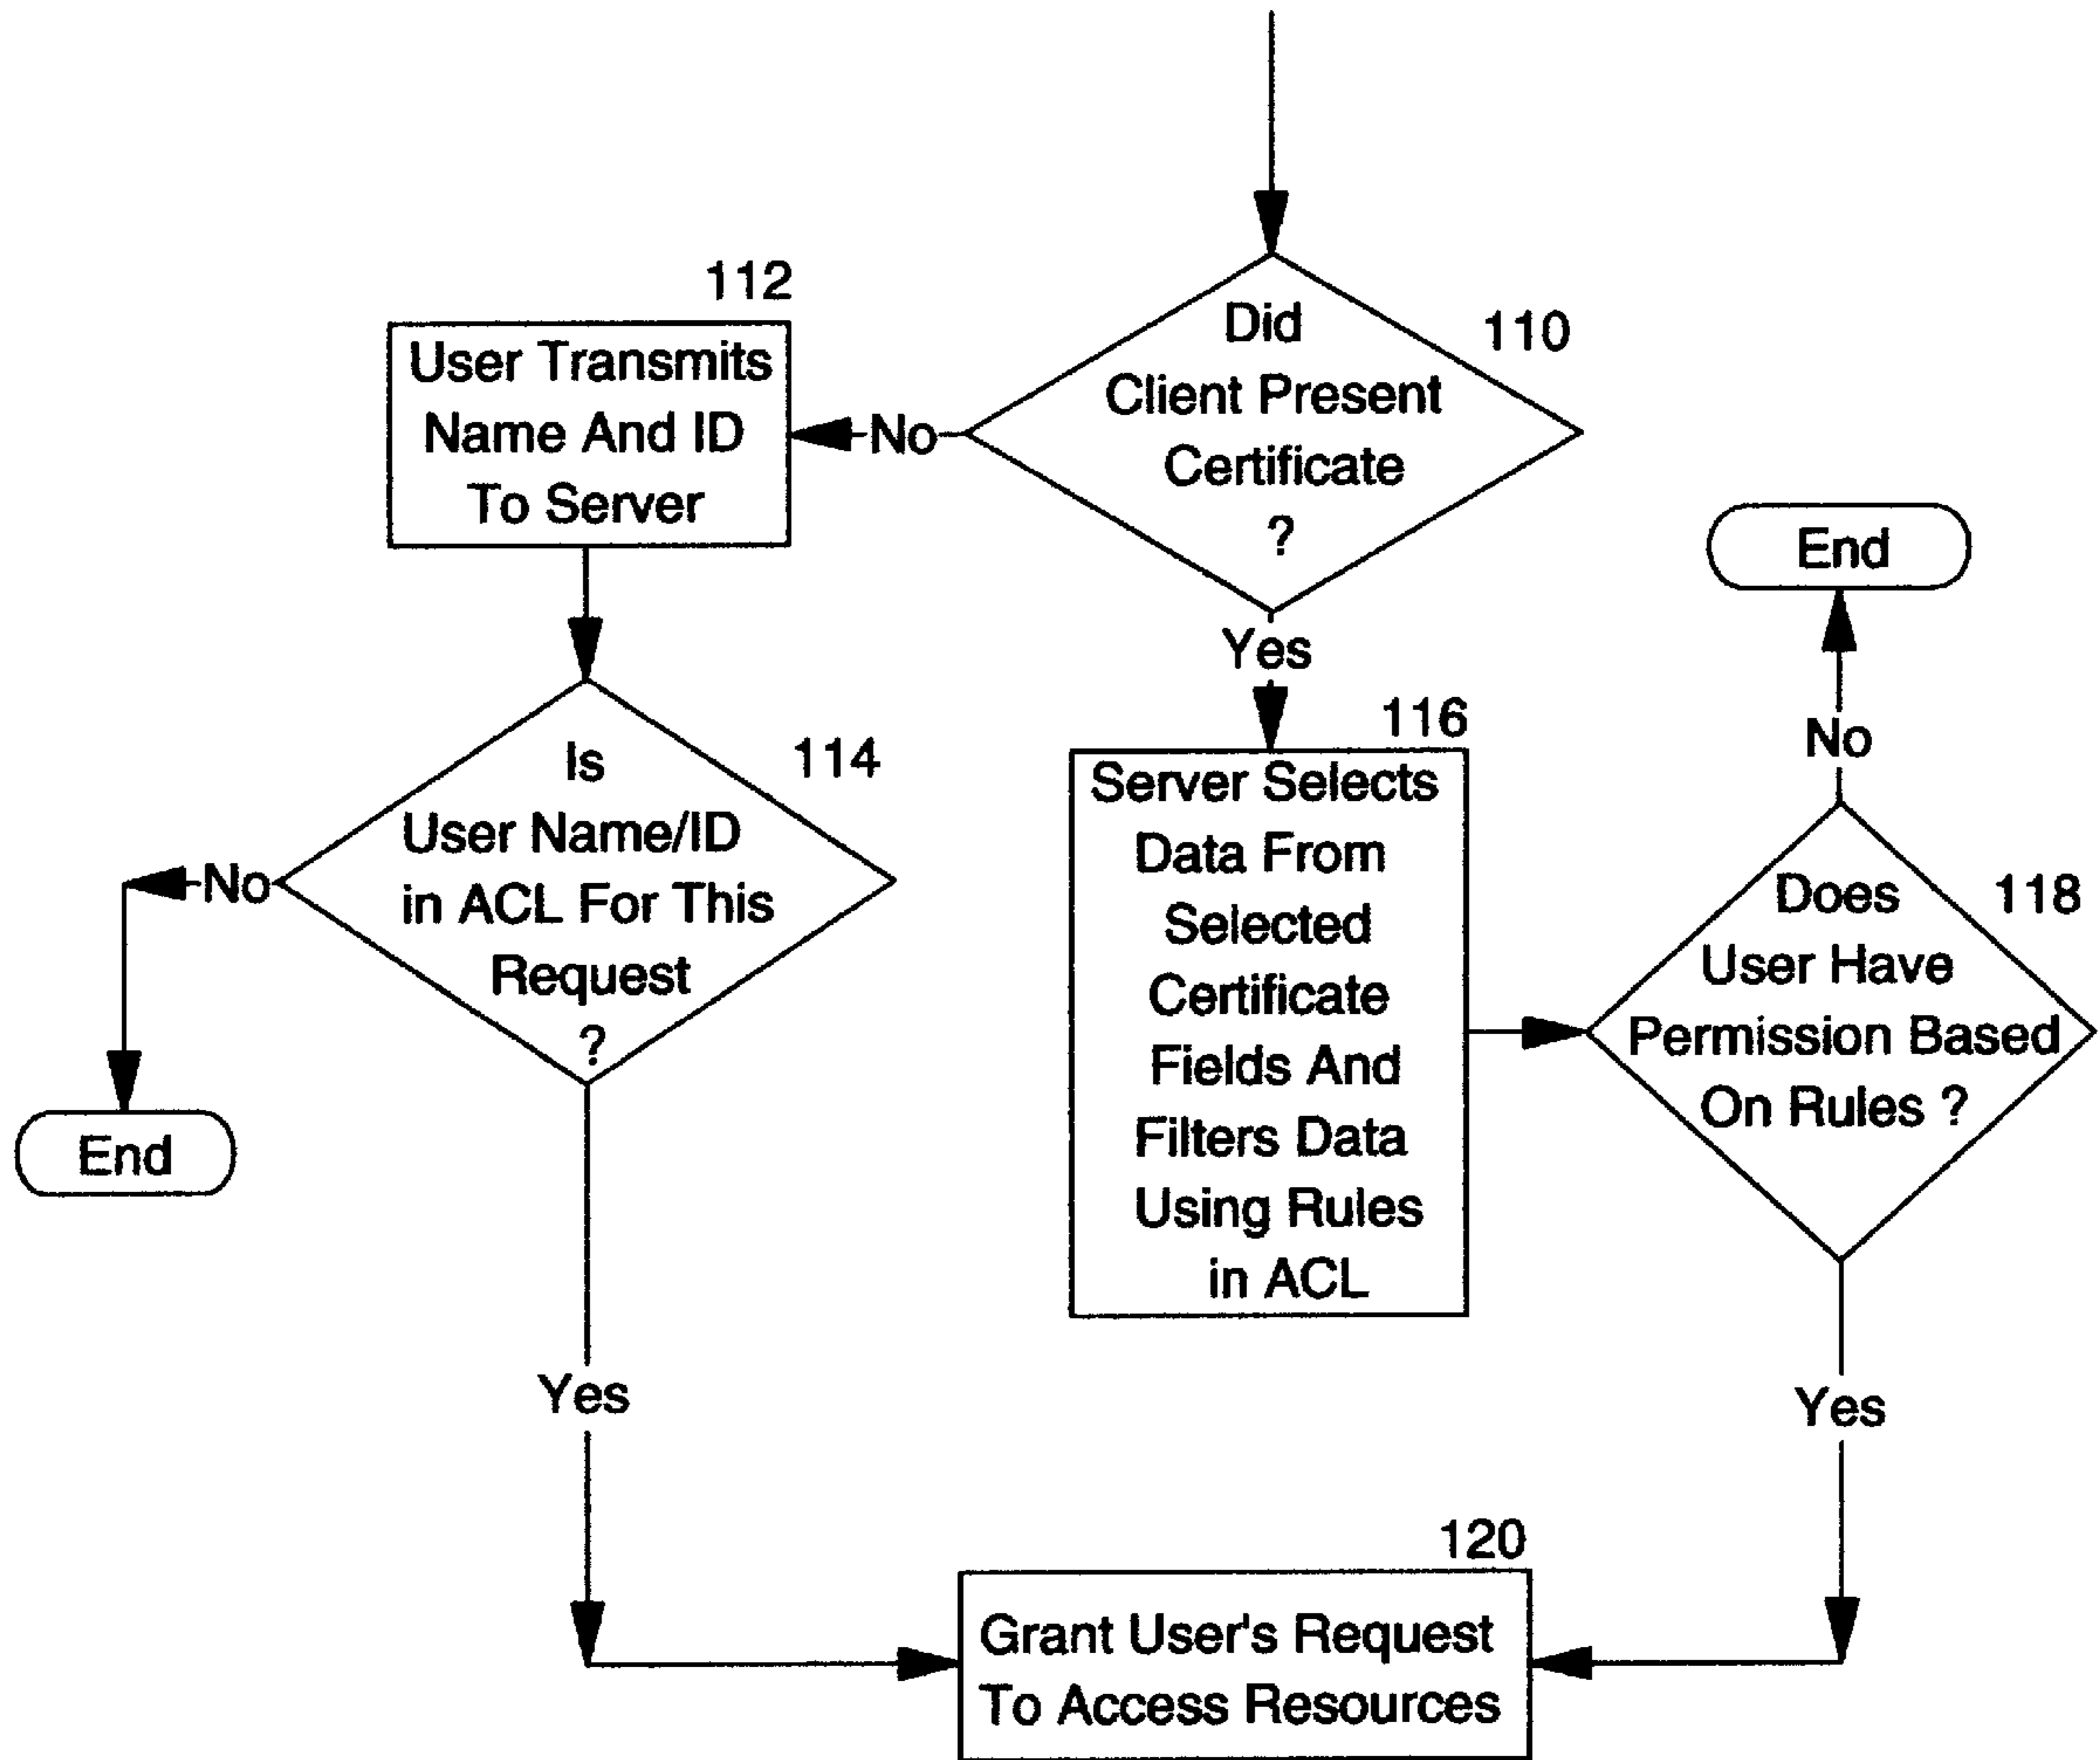 112
User Transmits
Name And ID
To Server
No
Did
Client Present
Certificate
?
110
Yes
End
No
114
Is
User Name/ID
in ACL For This
Request
?
No
End
Yes
116
Server Selects
Data From
Selected
Certificate
Fields And
Filters Data
Using Rules
in ACL
118
Does
User Have
Permission Based
On Rules ?
Yes
120
Grant User's Request
To Access Resources